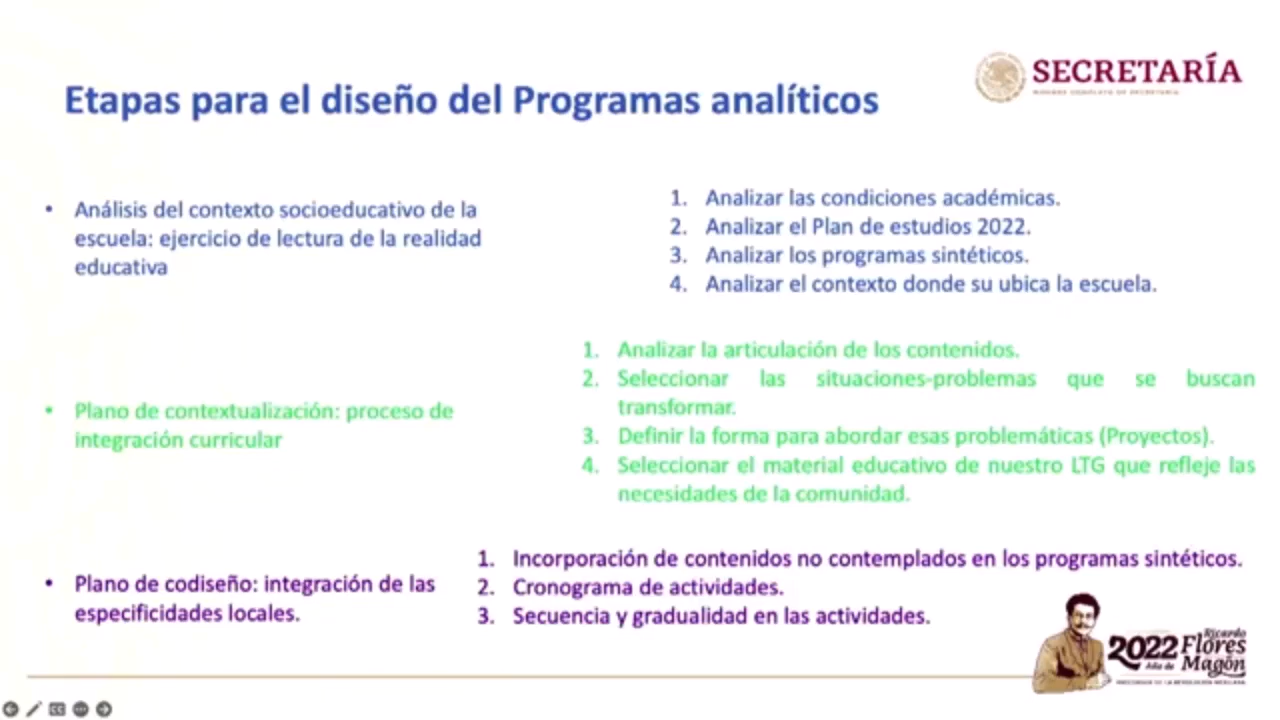 Etapas para el diseño del Programas analíticos
SECRETARÍA
• Análisis del contexto socioeducativo de la
escuela: ejercicio de lectura de la realidad
educativa
1. Analizar las condiciones académicas.
2. Analizar el Plan de estudios 2022.
3. Analizar los programas sintéticos.
4. Analizar el contexto donde su ubica la escuela.
• Plano de contextualización: proceso de
integración curricular
1. Analizar la articulación de los contenidos.
2. Seleccionar las situaciones-problemas que se buscan
transformar.
3. Definir la forma para abordar esas problemáticas (Proyectos).
4. Seleccionar el material educativo de nuestro LTG que refleje las
necesidades de la comunidad.
• Plano de codiseño: integración de las
especificidades locales.
1. Incorporación de contenidos no contemplados en los programas sintéticos.
2. Cronograma de actividades.
3. Secuencia y gradualidad en las actividades.
2022 Ricardo
Flores
Año de Magón